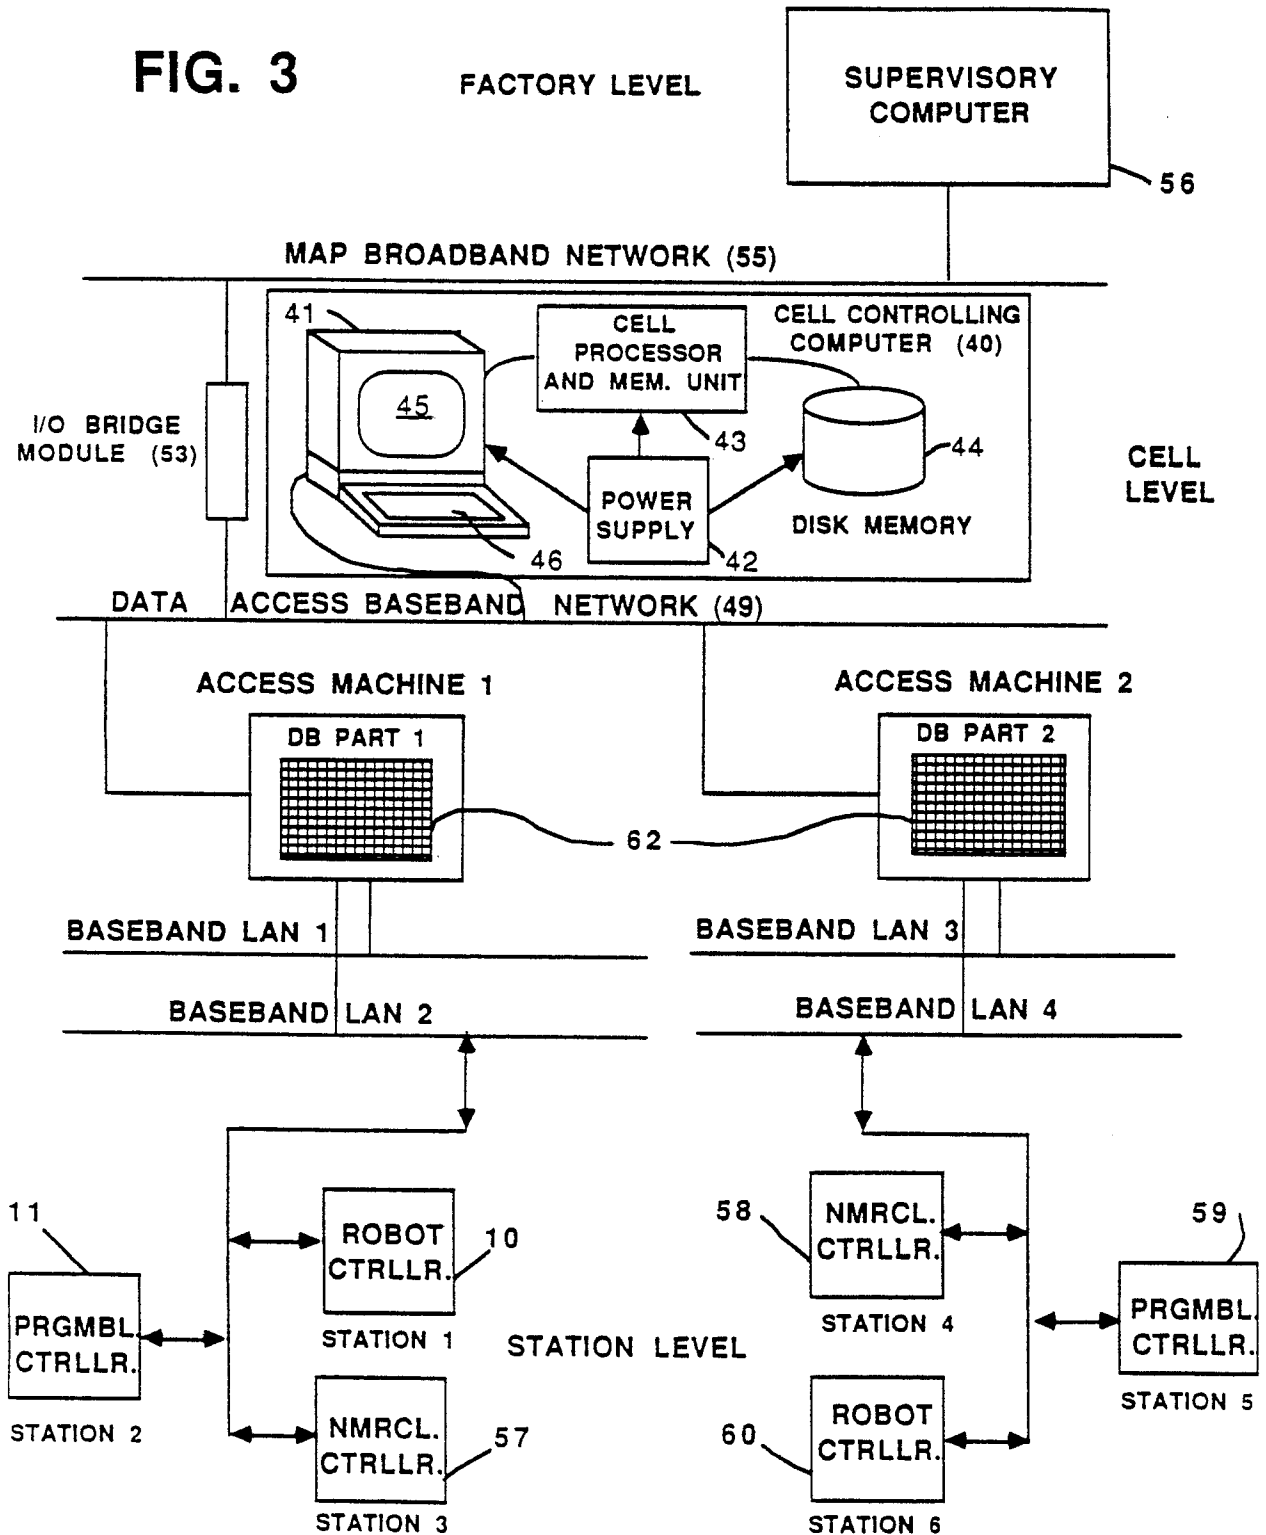 FIG. 3
FACTORY LEVEL
SUPERVISORY
COMPUTER
56
MAP BROADBAND NETWORK (55)
41
CELL
PROCESSOR
AND MEM. UNIT
CELL CONTROLLING
COMPUTER (40)
45
43
44
I/O BRIDGE
MODULE (53)
CELL
LEVEL
POWER
SUPPLY
DISK MEMORY
46
42
DATA ACCESS BASEBAND NETWORK (49)
ACCESS MACHINE 1
ACCESS MACHINE 2
DB PART 1
DB PART 2
62
BASEBAND LAN 1
BASEBAND LAN 3
BASEBAND LAN 2
BASEBAND LAN 4
11
ROBOT
CTRLLR.
10
58
NMRCL.
CTRLLR.
59
PRGMBL.
CTRLLR.
STATION 1
STATION LEVEL
STATION 4
PRGMBL.
CTRLLR.
STATION 2
NMRCL.
CTRLLR.
57
60
ROBOT
CTRLLR.
STATION 5
STATION 3
STATION 6